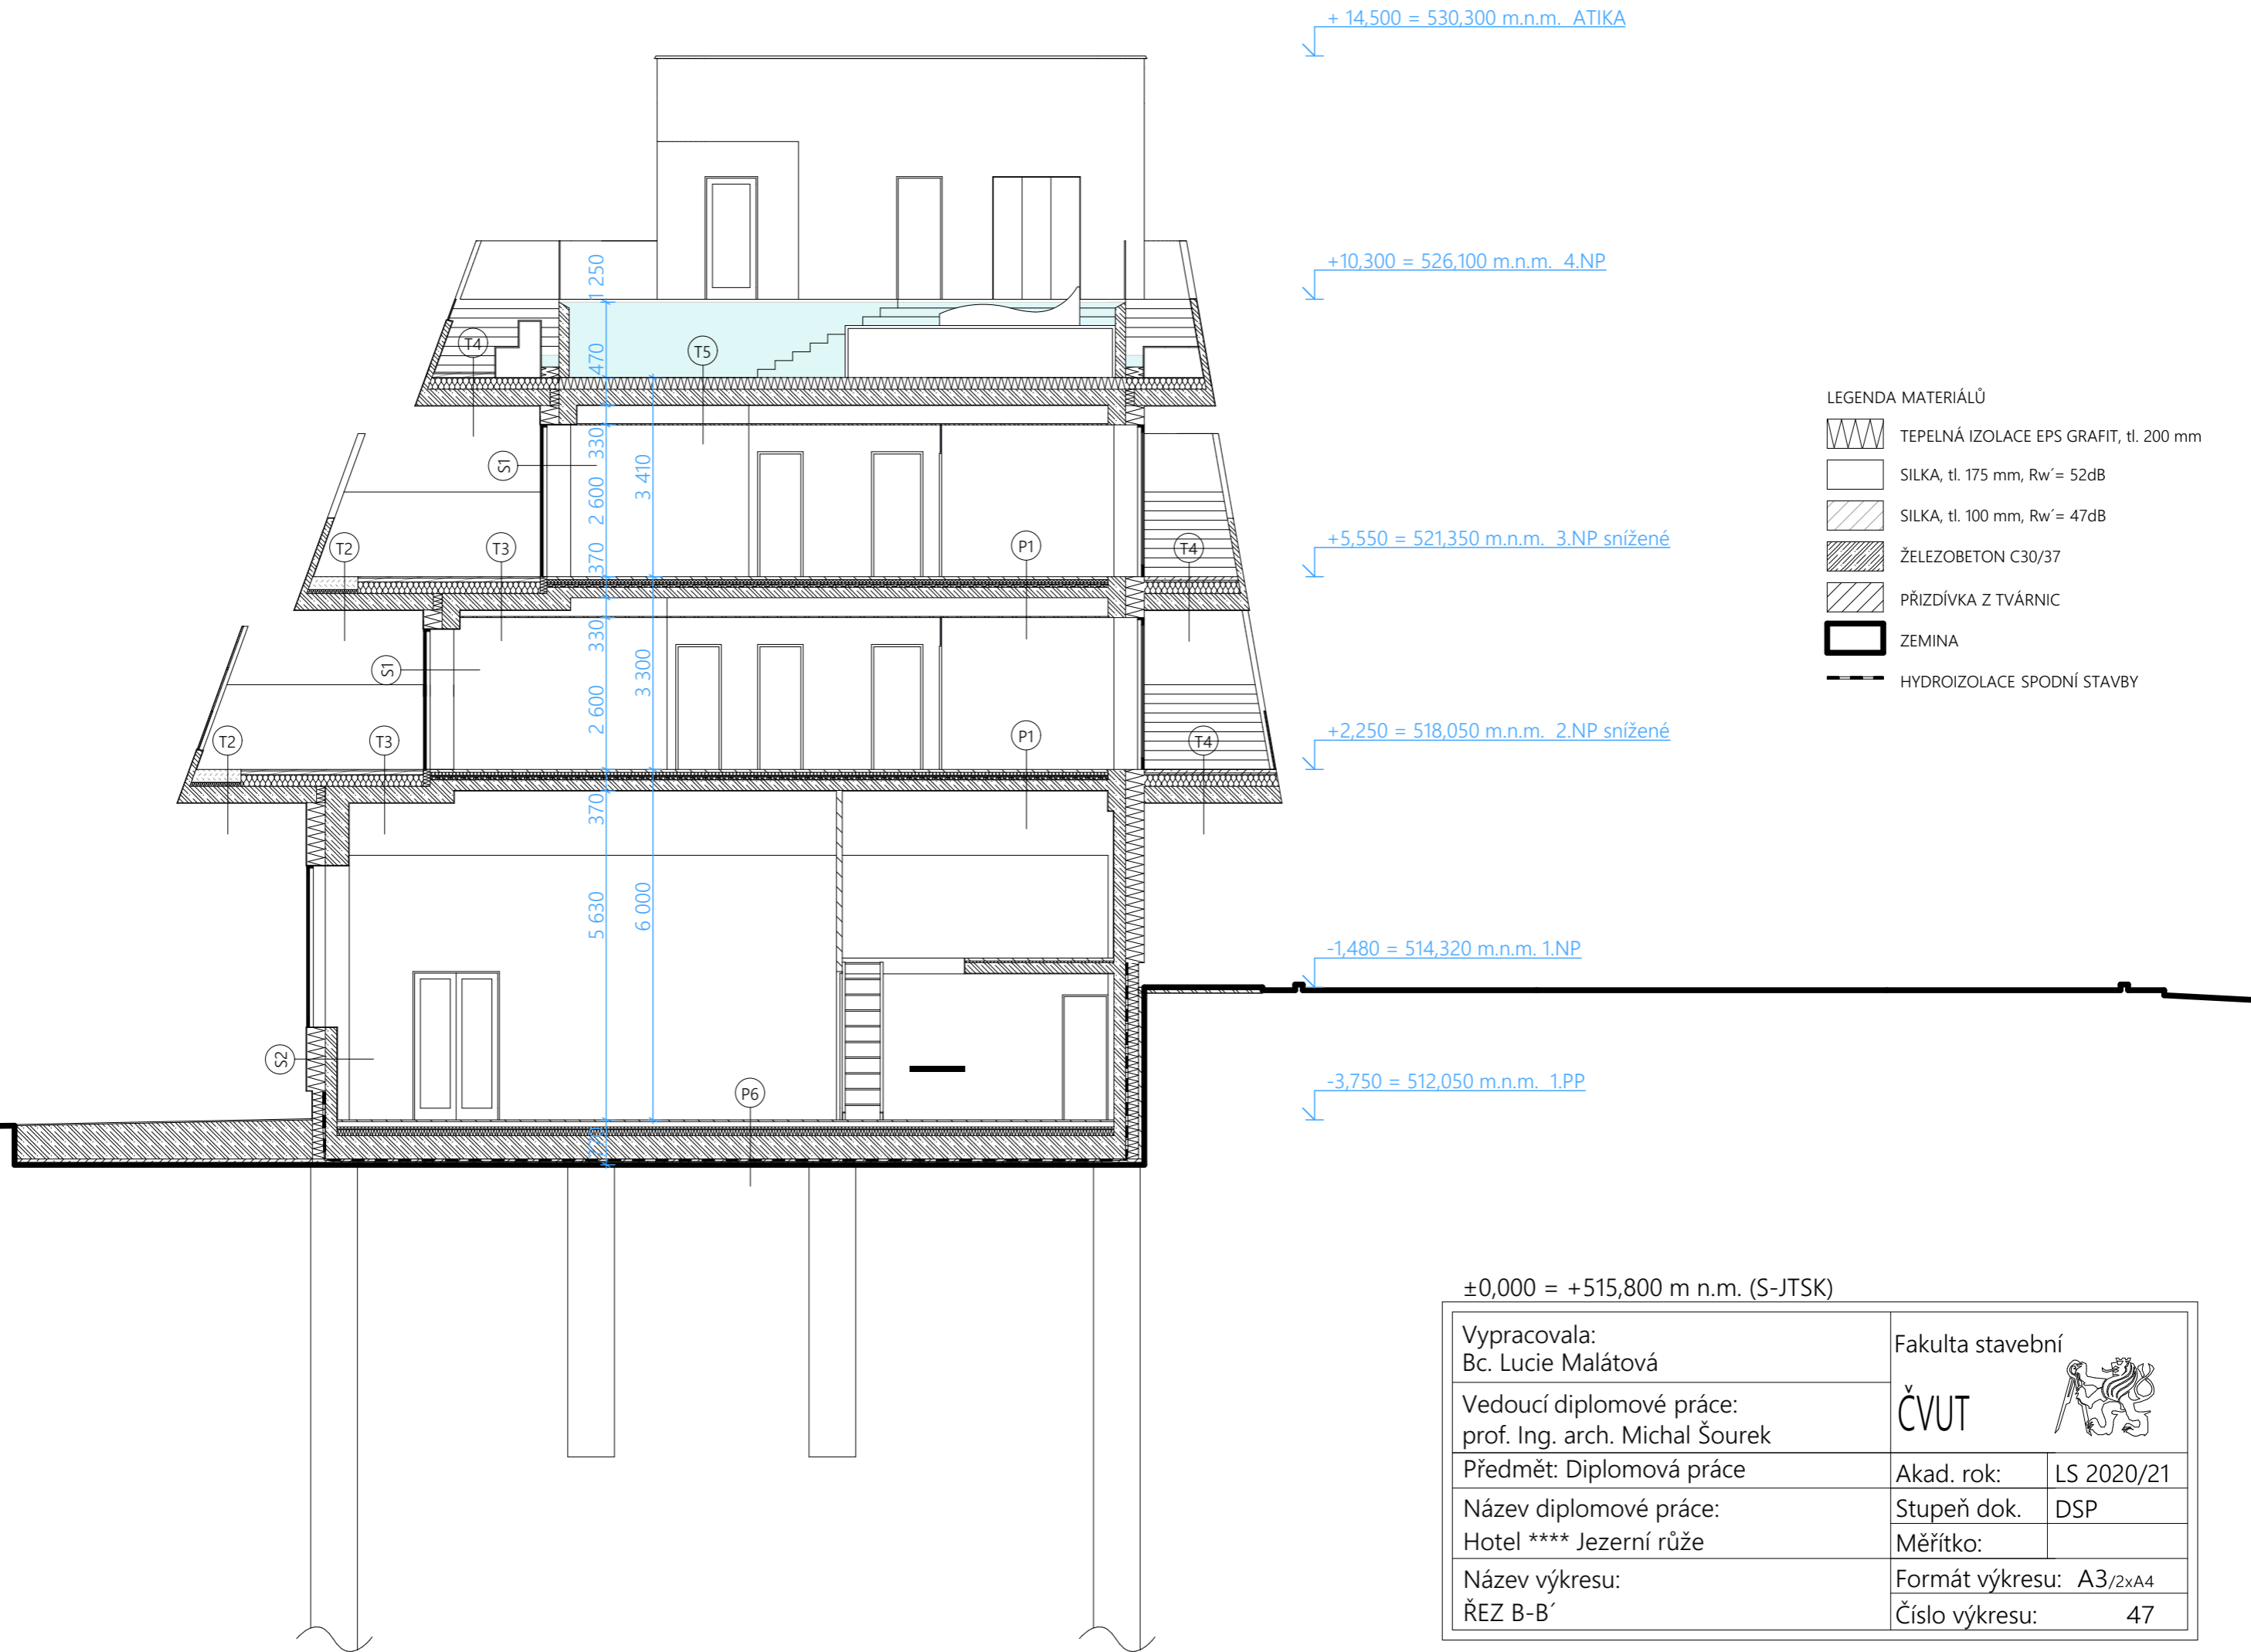 + 14,500 = 530,300 m.n.m.  ATIKA
+10,300 = 526,100 m.n.m.  4.NP
+5,550 = 521,350 m.n.m.  3.NP snížené
+2,250 = 518,050 m.n.m.  2.NP snížené
-1,480 = 514,320 m.n.m. 1.NP
-3,750 = 512,050 m.n.m.  1.PP
1 250
470
330
2 600
370
330
2 600
370
5 630
3 410
3 300
6 000
T4
T5
S1
T2
T3
P1
T4
S1
T2
T3
P1
T4
S2
P6
LEGENDA MATERIÁLŮ
TEPELNÁ IZOLACE EPS GRAFIT, tl. 200 mm
SILKA, tl. 175 mm, Rw´= 52dB
SILKA, tl. 100 mm, Rw´= 47dB
ŽELEZOBETON C30/37
PŘIZDÍVKA Z TVÁRNIC
ZEMINA
HYDROIZOLACE SPODNÍ STAVBY
±0,000 = +515,800 m n.m. (S-JTSK)
Vypracovala:
Bc. Lucie Malátová
Vedoucí diplomové práce:
prof. Ing. arch. Michal Šourek
Předmět: Diplomová práce
Název diplomové práce:
Hotel **** Jezerní růže
Název výkresu:
ŘEZ B-B´
Fakulta stavební
ČVUT
Akad. rok: LS 2020/21
Stupeň dok. DSP
Měřítko:
Formát výkresu: A3/2xA4
Číslo výkresu: 47